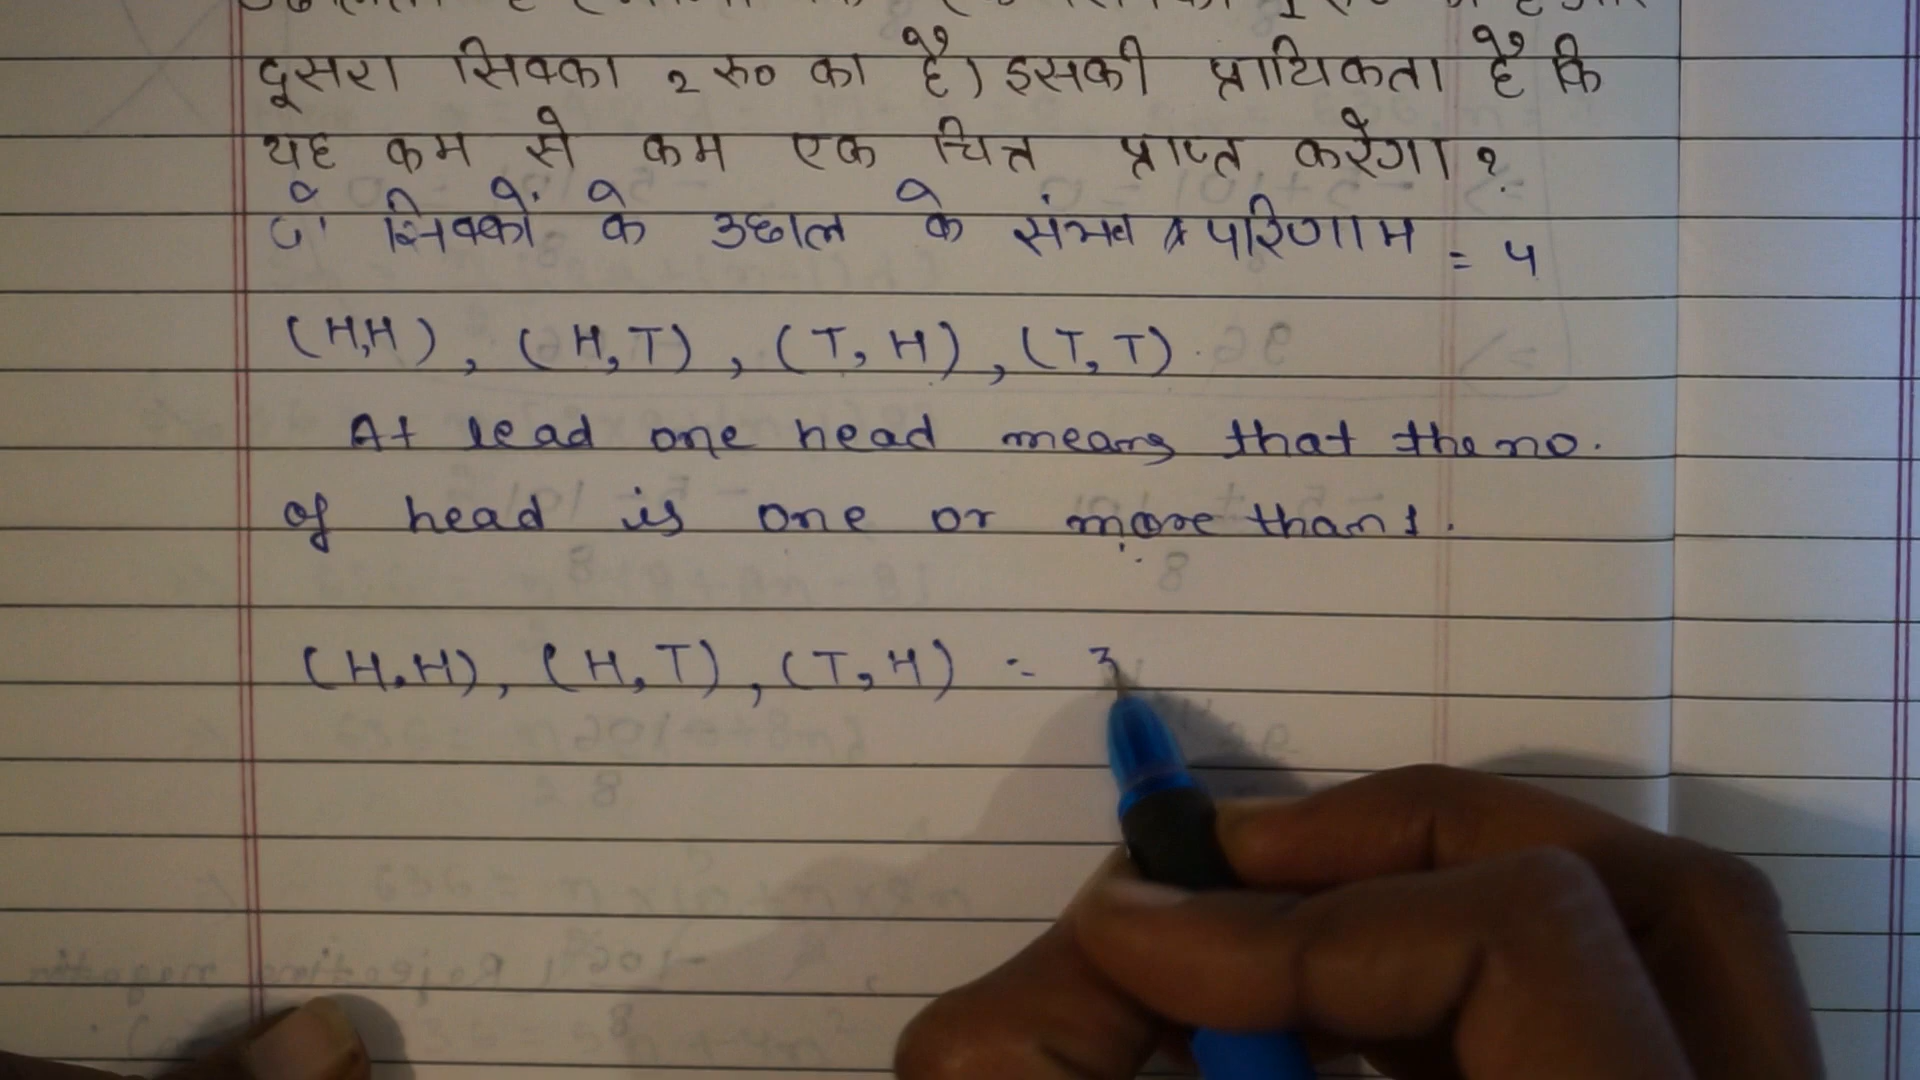 दूसरा सिक्का 2 रु० का है) इसकी प्रायिकता है कि
यह कम से कम एक चित्त प्राप्त करेगा?
सिक्कों के उछाल के संभव परिणाम = 4
(H,H), (H,T), (T,H), (T,T)
At lead one head means that the no.
of head is one or more than 1.
(H,H), (H,T), (T,H) = 3